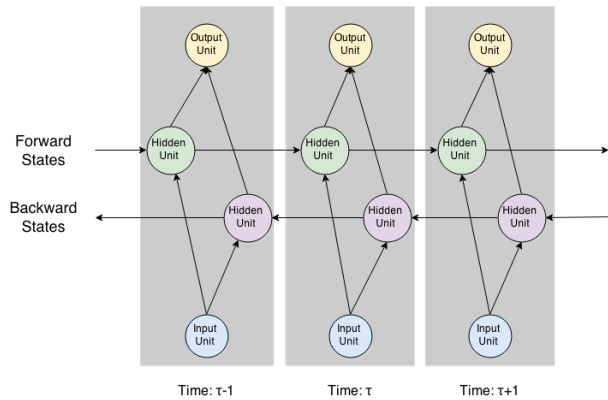 Output
Unit
Output
Unit
Output
Unit
Forward
States
Hidden
Unit
Hidden
Unit
Hidden
Unit
Backward
States
Hidden
Unit
Hidden
Unit
Hidden
Unit
Input
Unit
Input
Unit
Input
Unit
Time: τ-1
Time: τ
Time: τ+1